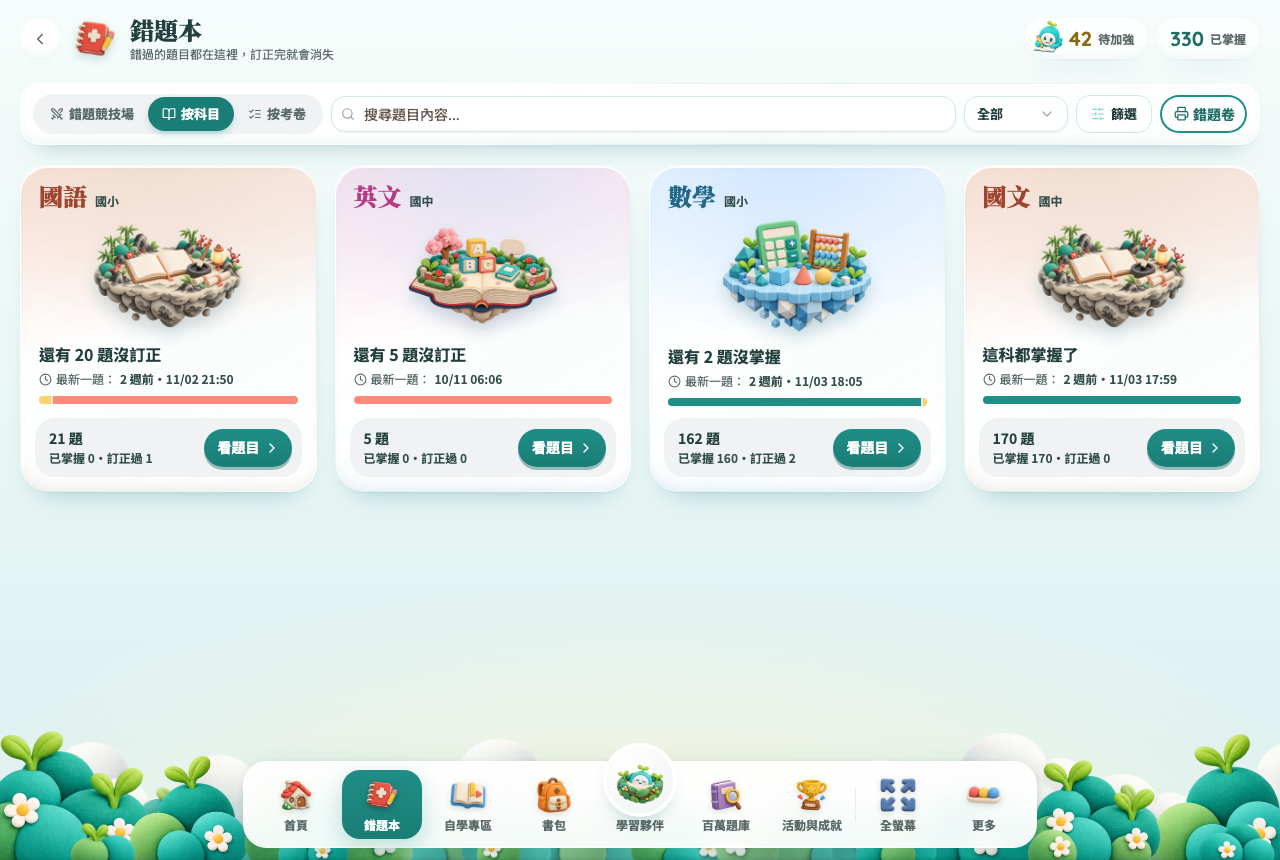 錯題本
錯過的題目都在這裡，訂正完就會消失
42 待加強
330 已掌握
錯題競技場
按科目
按考卷
搜尋題目內容...
全部
篩選
錯題卷
國語 國小
還有 20 題沒訂正
最新一題： 2 週前・11/02 21:50
21 題
已掌握 0・訂正過 1
看題目
英文 國中
還有 5 題沒訂正
最新一題： 10/11 06:06
5 題
已掌握 0・訂正過 0
看題目
數學 國小
還有 2 題沒掌握
最新一題： 2 週前・11/03 18:05
162 題
已掌握 160・訂正過 2
看題目
國文 國中
這科都掌握了
最新一題： 2 週前・11/03 17:59
170 題
已掌握 170・訂正過 0
看題目
首頁
錯題本
自學專區
書包
學習夥伴
百萬題庫
活動與成就
全螢幕
更多